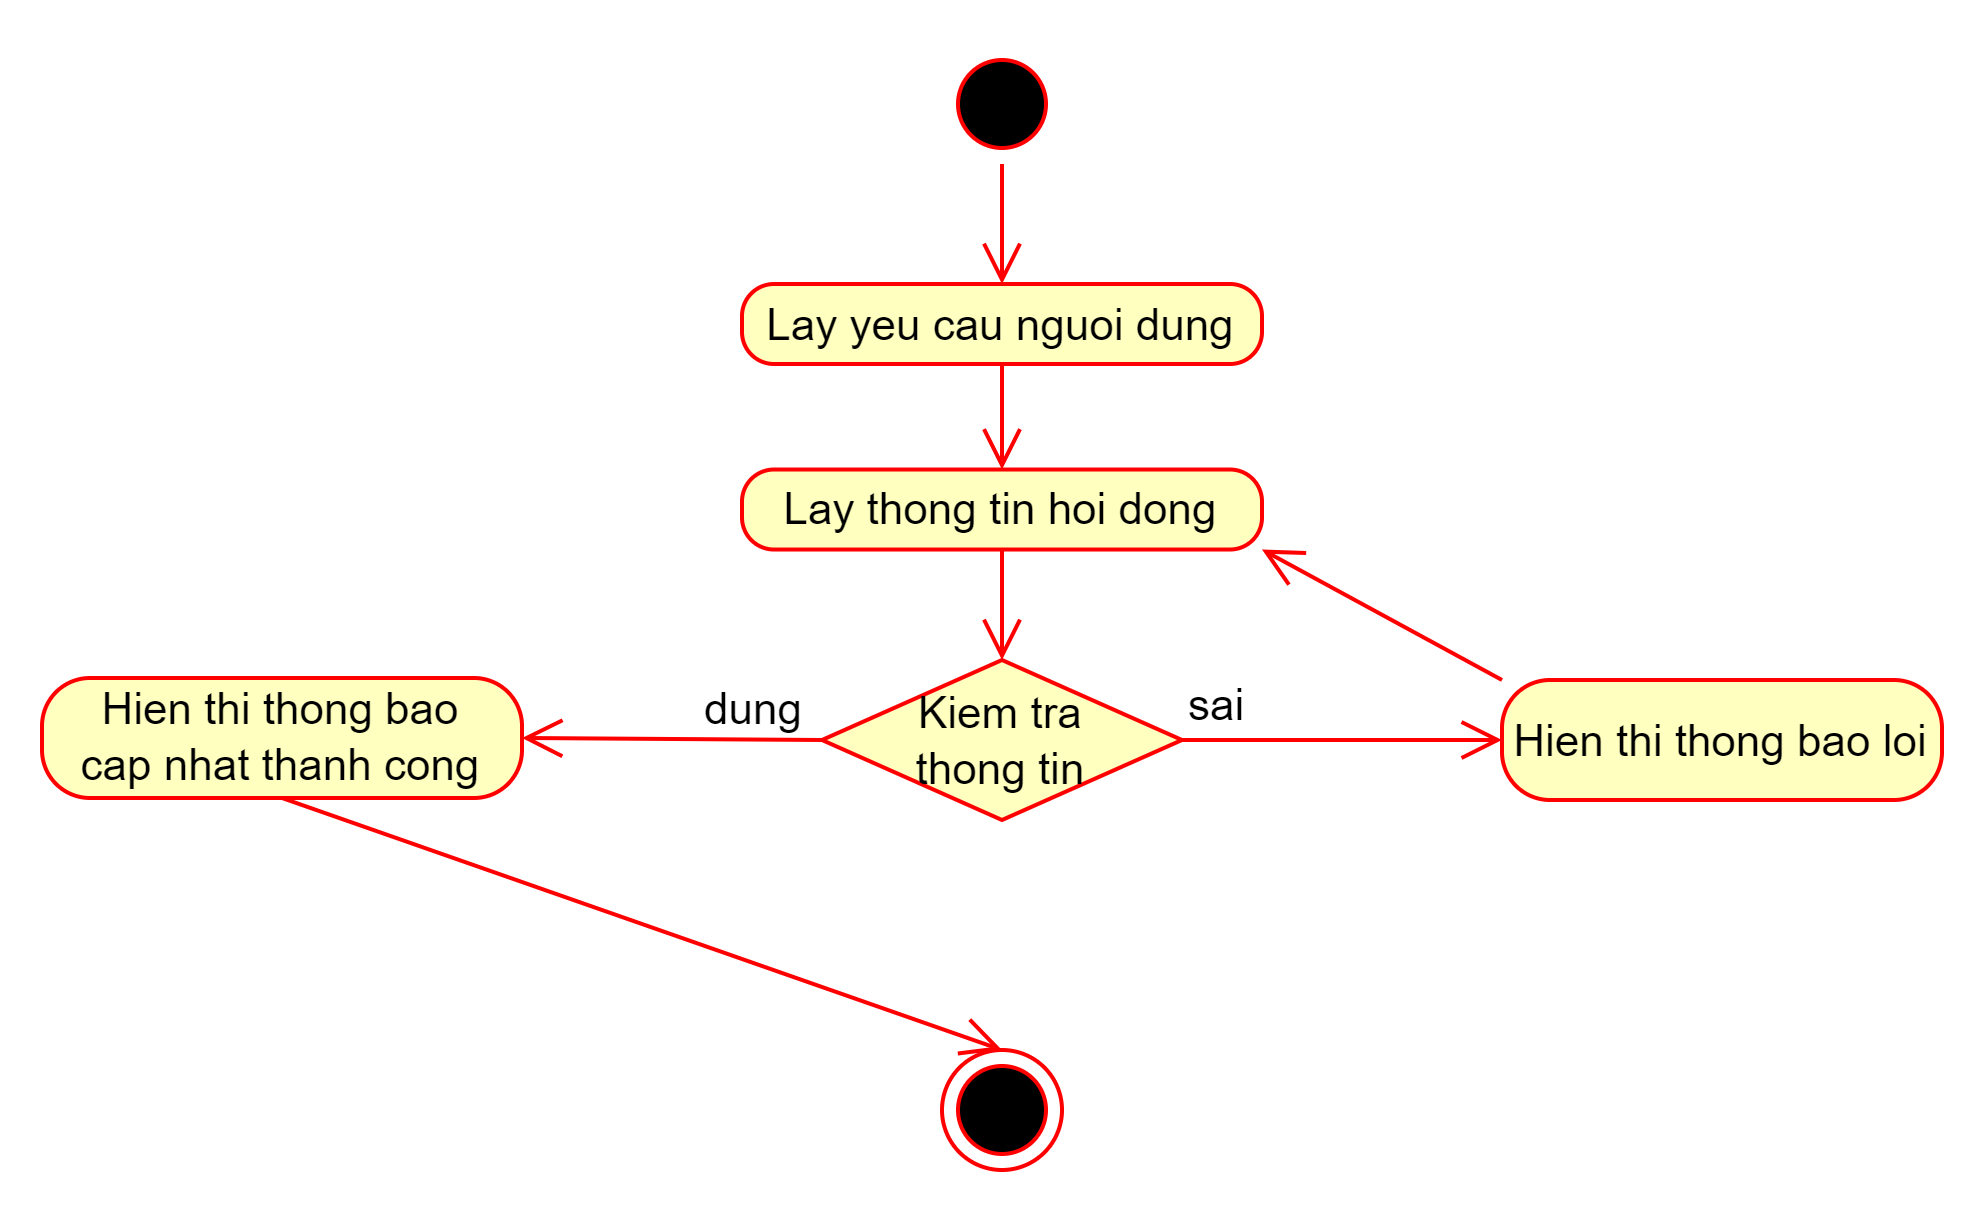 Lay yeu cau nguoi dung
Lay thong tin hoi dong
Hien thi thong bao
cap nhat thanh cong
dung
Kiem tra
thong tin
sai
Hien thi thong bao loi